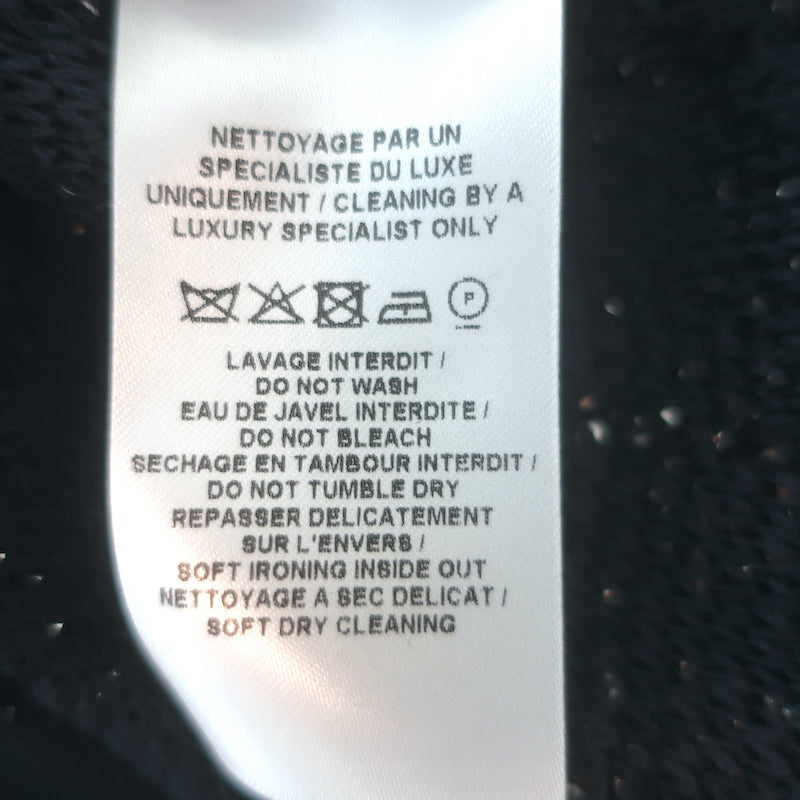 NETTOYAGE PAR UN
SPECIALISTE DU LUXE
UNIQUEMENT / CLEANING BY A
LUXURY SPECIALIST ONLY
P
LAVAGE INTERDIT /
DO NOT WASH
EAU DE JAVEL INTERDITE /
DO NOT BLEACH
SECHAGE EN TAMBOUR INTERDIT /
DO NOT TUMBLE DRY
REPASSER DELICATEMENT
SUR L'ENVERS /
SOFT IRONING INSIDE OUT
NETTOYAGE A SEC DELICAT /
SOFT DRY CLEANING